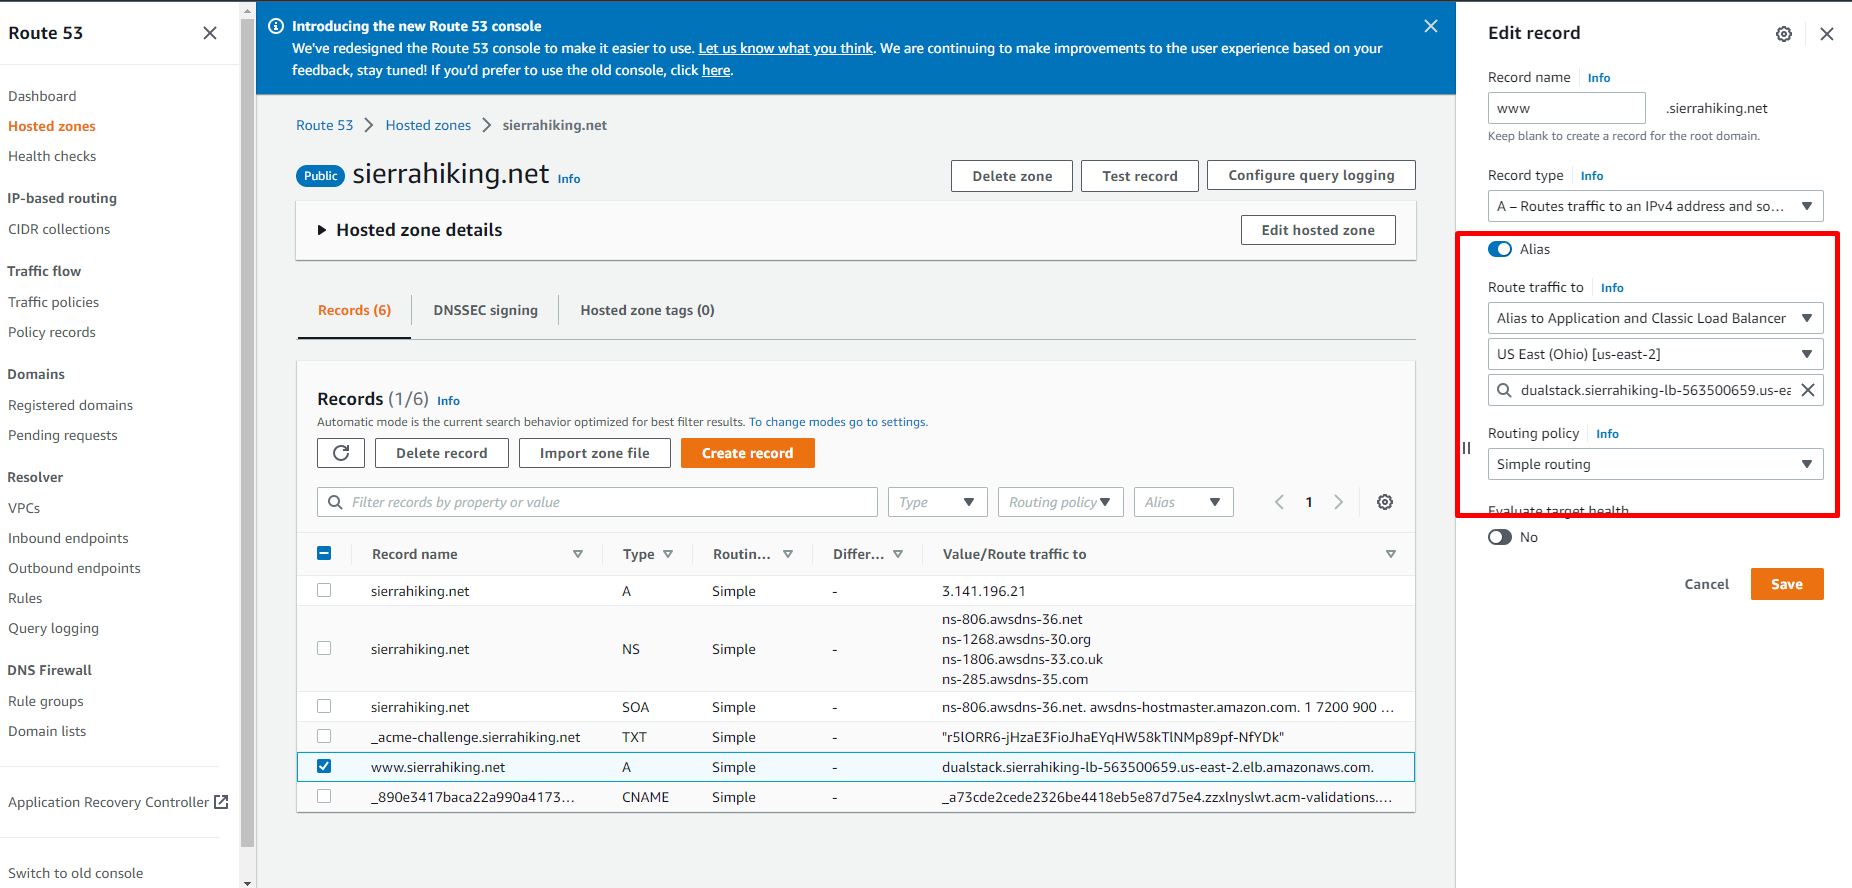 Route 53
Dashboard
Hosted zones
Health checks
IP-based routing
CIDR collections
Traffic flow
Traffic policies
Policy records
Domains
Registered domains
Pending requests
Resolver
VPCs
Inbound endpoints
Outbound endpoints
Rules
Query logging
DNS Firewall
Rule groups
Domain lists
Application Recovery Controller
Switch to old console
Introducing the new Route 53 console
We've redesigned the Route 53 console to make it easier to use. Let us know what you think. We are continuing to make improvements to the user experience based on your
feedback, stay tuned! If you'd prefer to use the old console, click here.
Route 53 Hosted zones sierrahiking.net
Public sierrahiking.net Info
Delete zone Test record Configure query logging
Hosted zone details Edit hosted zone
Records (6) DNSSEC signing Hosted zone tags (0)
Records (1/6) Info
Automatic mode is the current search behavior optimized for best filter results. To change modes go to settings.
Delete record Import zone file Create record
Filter records by property or value Type Routing policy Alias 1
Record name Type Routin... Differ... Value/Route traffic to
sierrahiking.net A Simple - 3.141.196.21
sierrahiking.net NS Simple - ns-806.awsdns-36.net
ns-1268.awsdns-30.org
ns-1806.awsdns-33.co.uk
ns-285.awsdns-35.com
sierrahiking.net SOA Simple - ns-806.awsdns-36.net. awsdns-hostmaster.amazon.com. 1 7200 900 ...
_acme-challenge.sierrahiking.net TXT Simple - "r5lORR6-jHzaE3FioJhaEYqHW58kTlNMp89pf-NfYDk"
www.sierrahiking.net A Simple - dualstack.sierrahiking-lb-563500659.us-east-2.elb.amazonaws.com.
_890e3417baca22a990a4173... CNAME Simple - _a73cde2cede2326be4418eb5e87d75e4.zzxlnyslwt.acm-validations....
Edit record
Record name Info
www .sierrahiking.net
Keep blank to create a record for the root domain.
Record type Info
A – Routes traffic to an IPv4 address and so...
Alias
Route traffic to Info
Alias to Application and Classic Load Balancer
US East (Ohio) [us-east-2]
dualstack.sierrahiking-lb-563500659.us-ea
Routing policy Info
Simple routing
Evaluate target health
No
Cancel Save